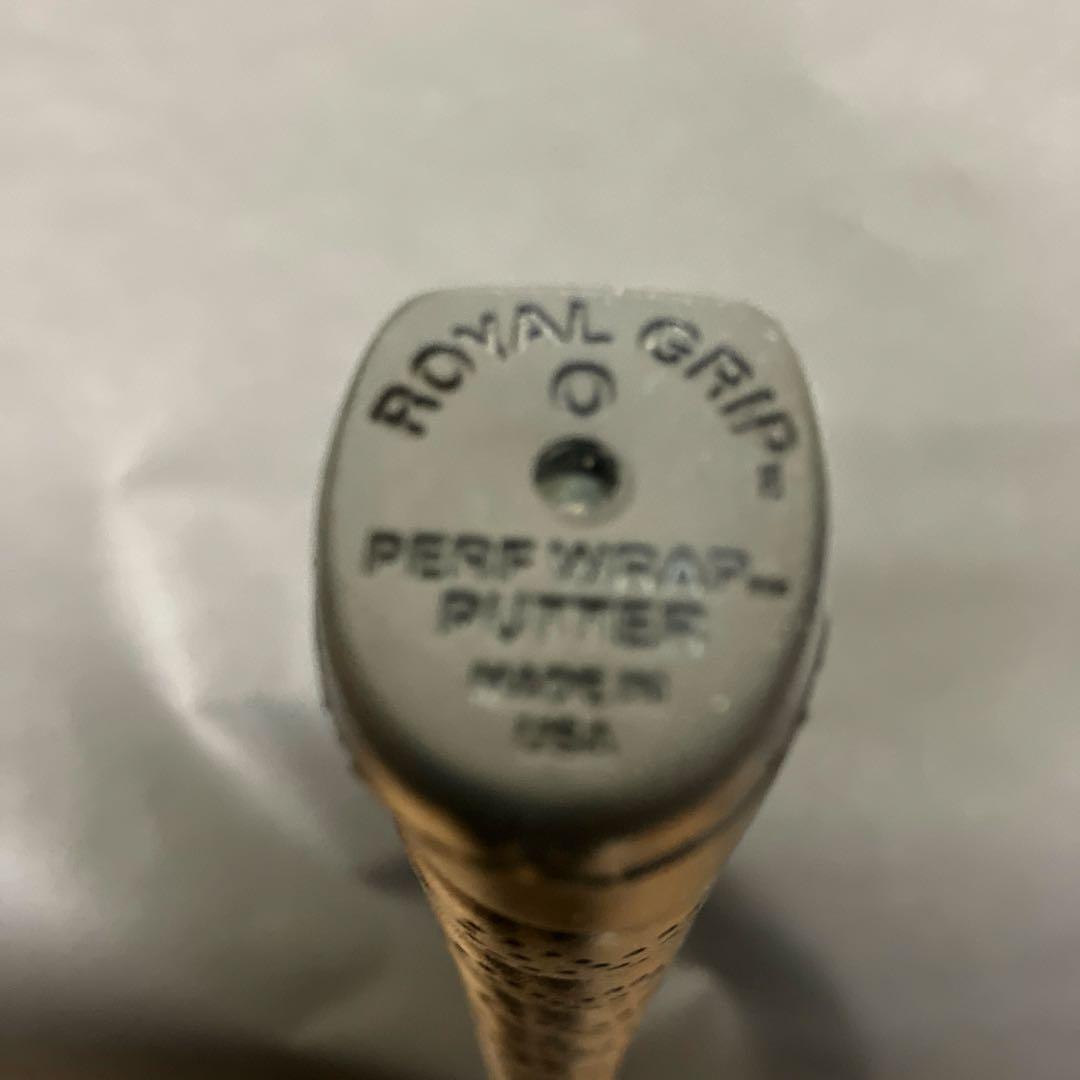 ROYAL GRIP
O
PERF WRAP
PUTTER
MADE IN
USA